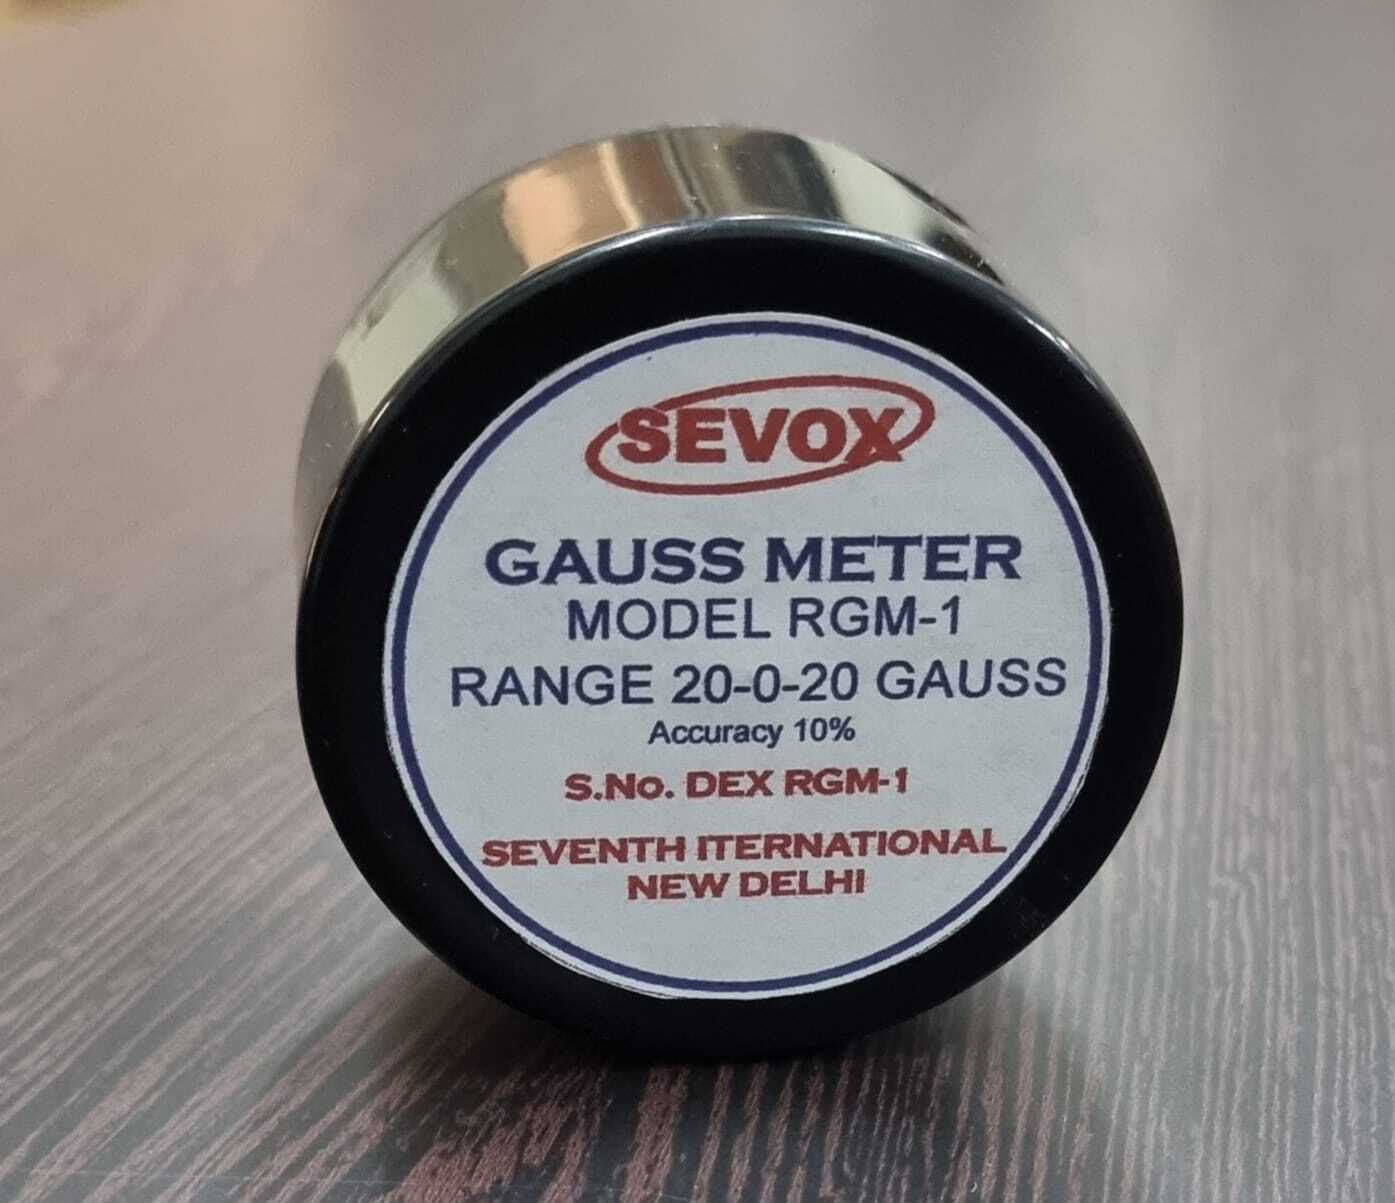 SEVOX
GAUSS METER
MODEL RGM-1
RANGE 20-0-20 GAUSS
Accuracy 10%
S.No. DEX RGM-1
SEVENTH ITERNATIONAL
NEW DELHI